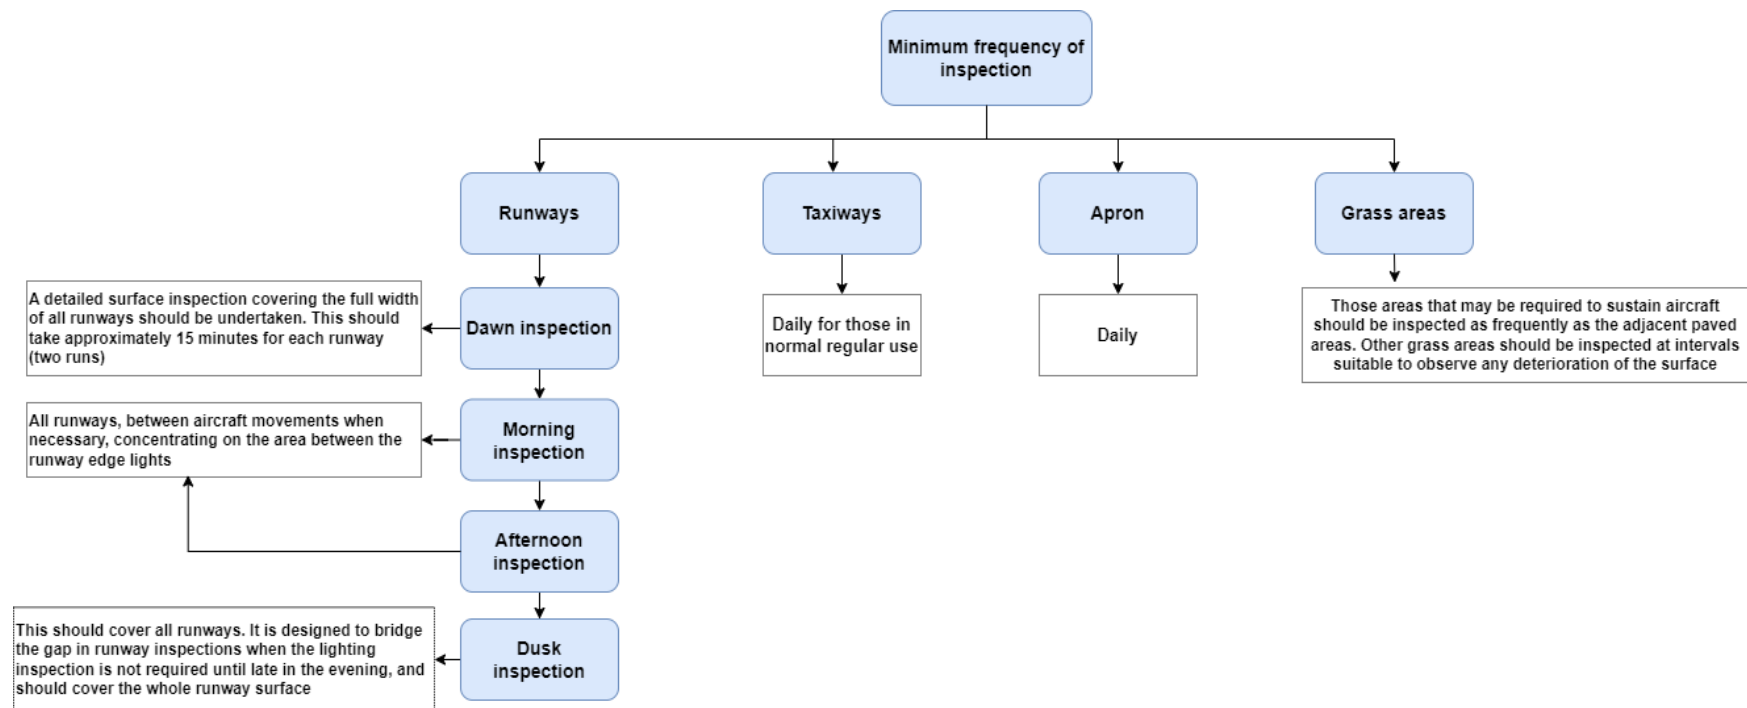 Minimum frequency of
inspection
Runways
Taxiways
Apron
Grass areas
A detailed surface inspection covering the full width
of all runways should be undertaken. This should
take approximately 15 minutes for each runway
(two runs)
Dawn inspection
Daily for those in
normal regular use
Daily
Those areas that may be required to sustain aircraft
should be inspected as frequently as the adjacent paved
areas. Other grass areas should be inspected at intervals
suitable to observe any deterioration of the surface
All runways, between aircraft movements when
necessary, concentrating on the area between the
runway edge lights
Morning
inspection
Afternoon
inspection
This should cover all runways. It is designed to bridge
the gap in runway inspections when the lighting
inspection is not required until late in the evening, and
should cover the whole runway surface
Dusk
inspection